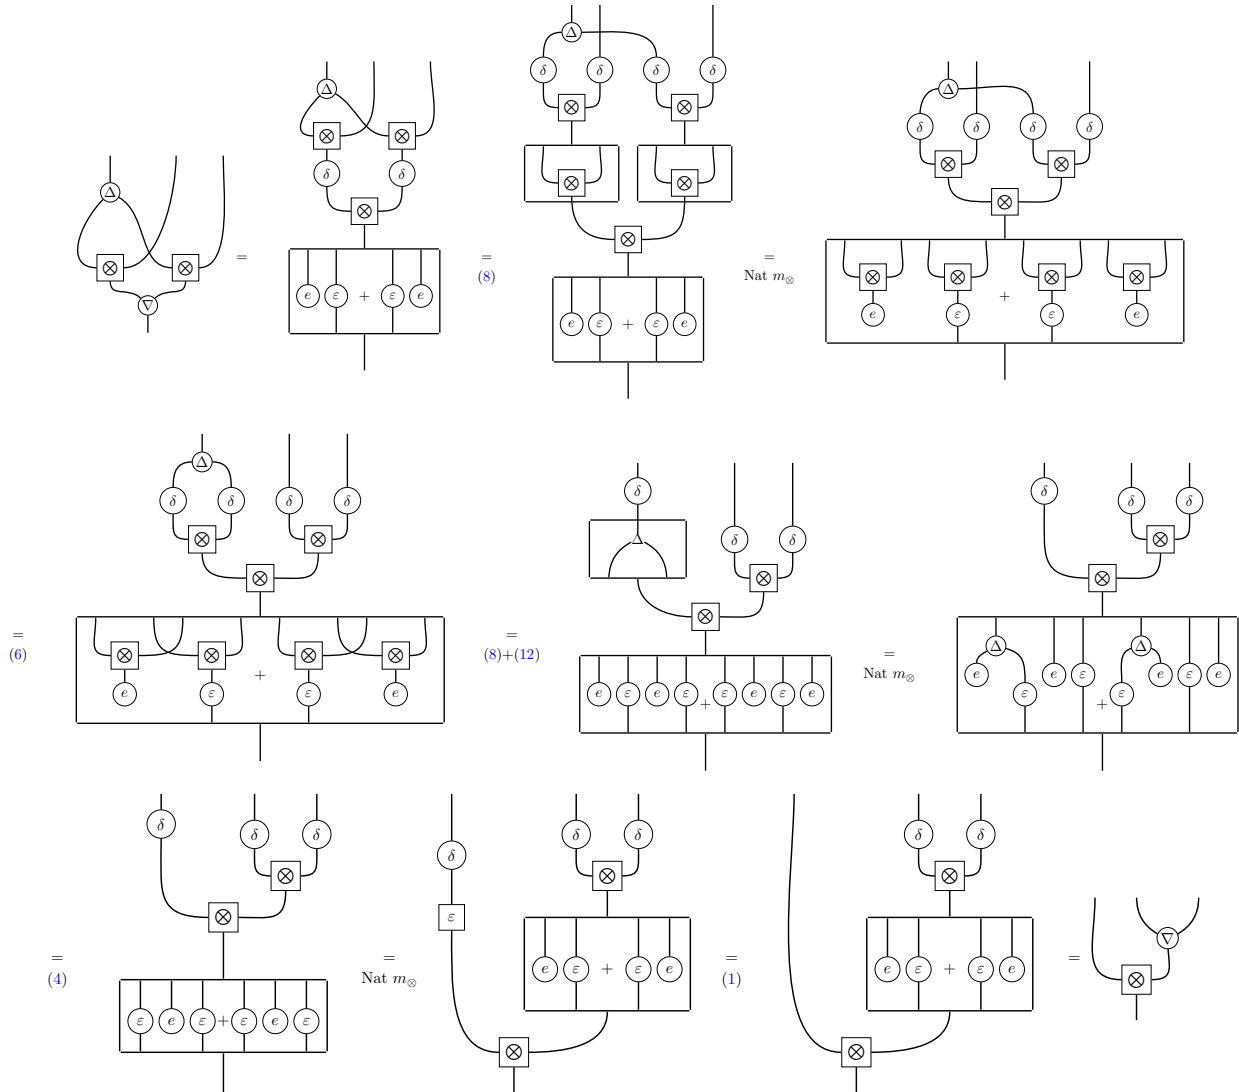 Δ
⊗ ⊗
∇
=
Δ
⊗ ⊗
δ δ
⊗
e ε + ε e
=
(8)
Δ
δ δ δ δ
⊗ ⊗
⊗ ⊗
⊗
e ε + ε e
=
Nat m⊗
Δ
δ δ δ δ
⊗ ⊗
⊗
⊗ ⊗ ⊗ ⊗
+
e ε ε e
=
(6)
Δ
δ δ δ δ
⊗ ⊗
⊗
⊗ ⊗ ⊗ ⊗
+
e ε ε e
=
(8)+(12)
δ
Δ δ δ
⊗
⊗
e ε e ε + ε e ε e
=
Nat m⊗
δ δ δ
⊗
⊗
Δ Δ
e e ε e ε e
ε + ε
=
(4)
δ δ δ
⊗
⊗
ε e ε + ε e ε
=
Nat m⊗
δ δ
δ
⊗
ε
e ε + ε e
⊗
=
(1)
δ δ
⊗
e ε + ε e
⊗
=
∇
⊗